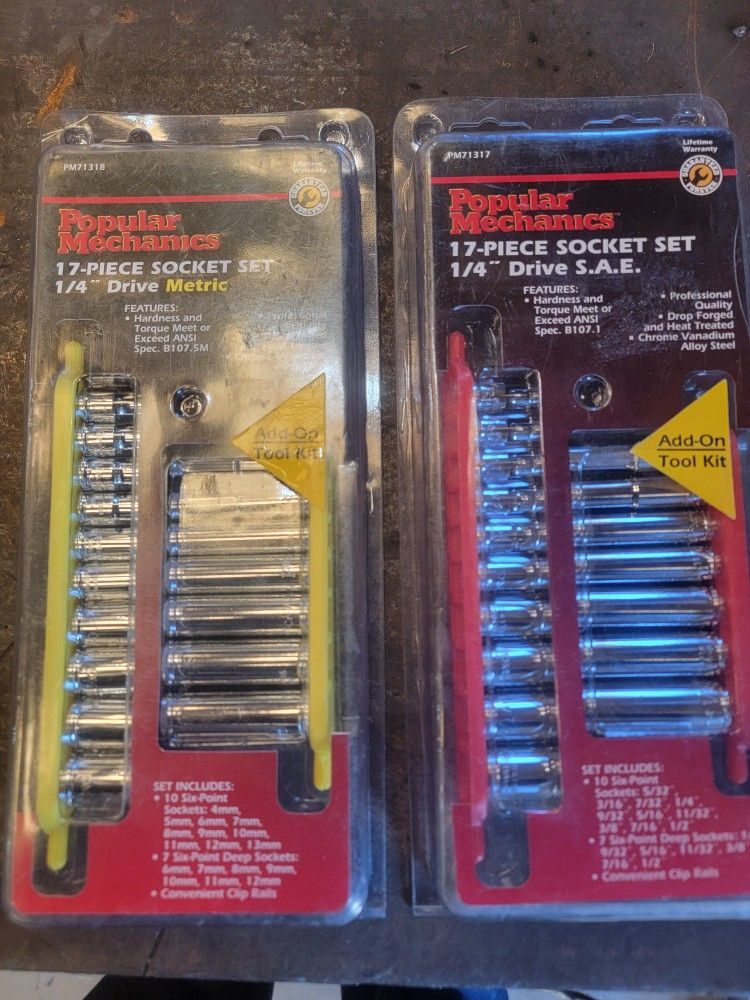 PM71318
Lifetime
Warranty
GUARANTEED
FOREVER
Popular
Mechanics
17-PIECE SOCKET SET
1/4" Drive Metric
FEATURES:
• Hardness and
Torque Meet or
Exceed ANSI
Spec. B107.5M
• Professional
Add-On
Tool Kit
SET INCLUDES:
• 10 Six-Point
Sockets: 4mm,
5mm, 6mm, 7mm,
8mm, 9mm, 10mm,
11mm, 12mm, 13mm
• 7 Six-Point Deep Sockets:
6mm, 7mm, 8mm, 9mm,
10mm, 11mm, 12mm
• Convenient Clip Rails
PM71317
Lifetime
Warranty
GUARANTEED
FOREVER
Popular
Mechanics™
17-PIECE SOCKET SET
1/4" Drive S.A.E.
FEATURES:
• Hardness and
Torque Meet or
Exceed ANSI
Spec. B107.1
• Professional
Quality
• Drop Forged
and Heat Treated
• Chrome Vanadium
Alloy Steel
Add-On
Tool Kit
SET INCLUDES:
• 10 Six-Point
Sockets: 5/32"
3/16", 7/32", 1/4"
9/32", 5/16", 11/32",
3/8", 7/16", 1/2"
• 7 Six-Point Deep Sockets:
9/32", 5/16", 11/32", 3/8"
7/16", 1/2"
• Convenient Clip Rails